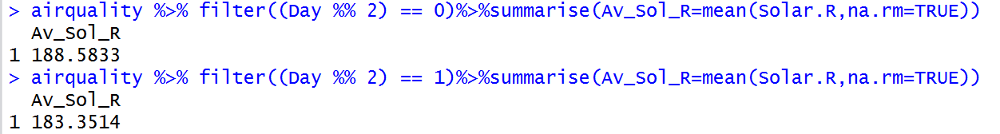 > airquality %>% filter((Day %% 2) == 0)%>%summarise(Av_Sol_R=mean(Solar.R,na.rm=TRUE))
  Av_Sol_R
1 188.5833
> airquality %>% filter((Day %% 2) == 1)%>%summarise(Av_Sol_R=mean(Solar.R,na.rm=TRUE))
  Av_Sol_R
1 183.3514